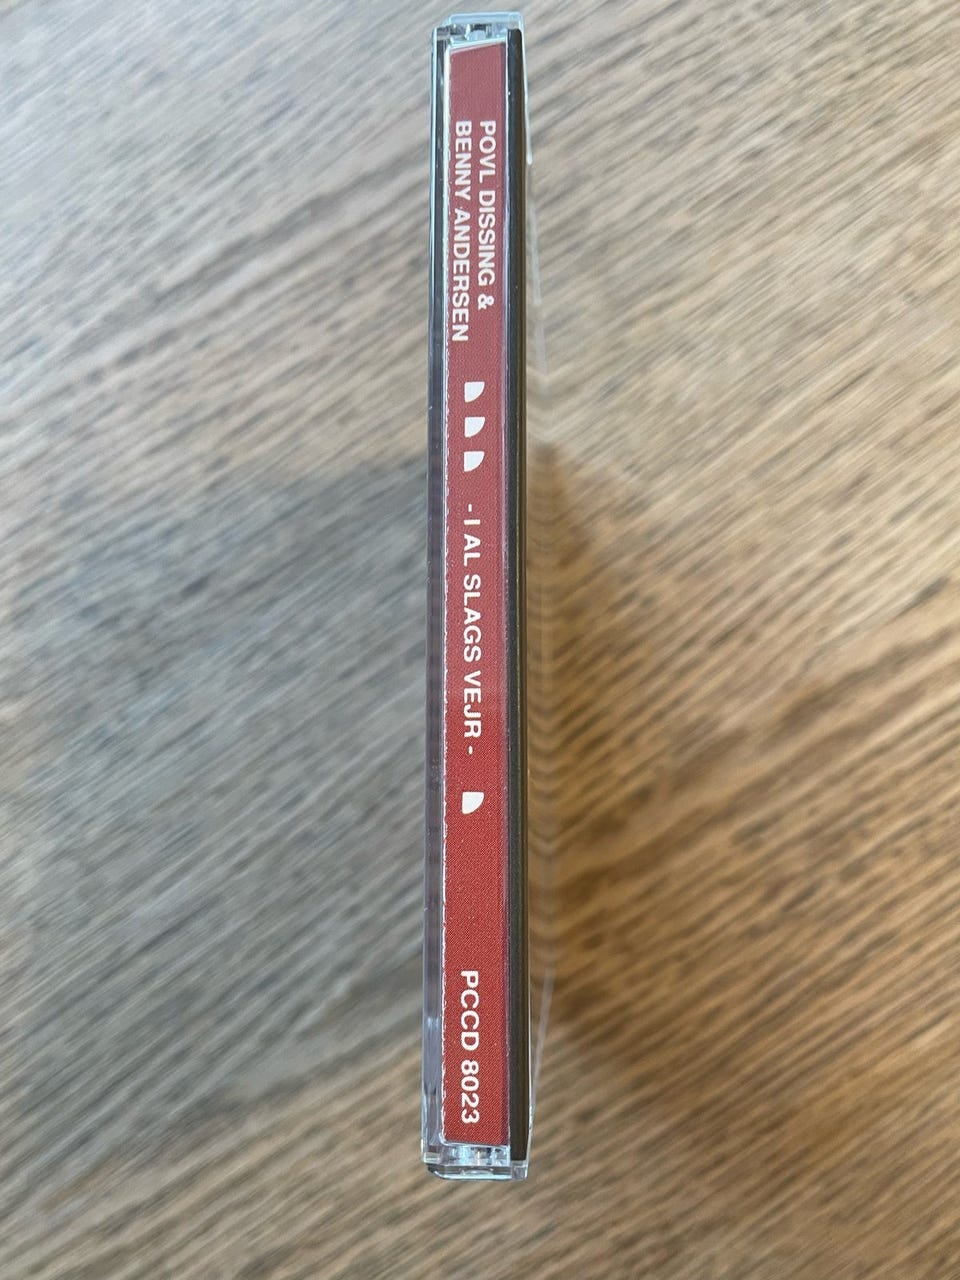 POVL DISSING &
BENNY ANDERSEN
- I AL SLAGS VEJR -
PCCD 8023